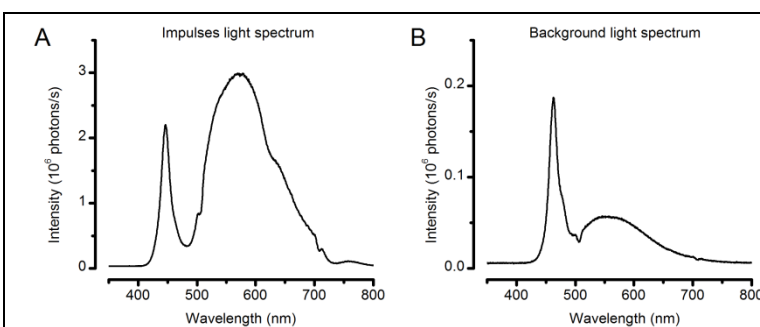 A
Impulses light spectrum
3
2
1
0
Intensity (10⁶ photons/s)
400 500 600 700 800
Wavelength (nm)
B
Background light spectrum
0.2
0.1
0.0
Intensity (10⁶ photons/s)
400 500 600 700 800
Wavelength (nm)